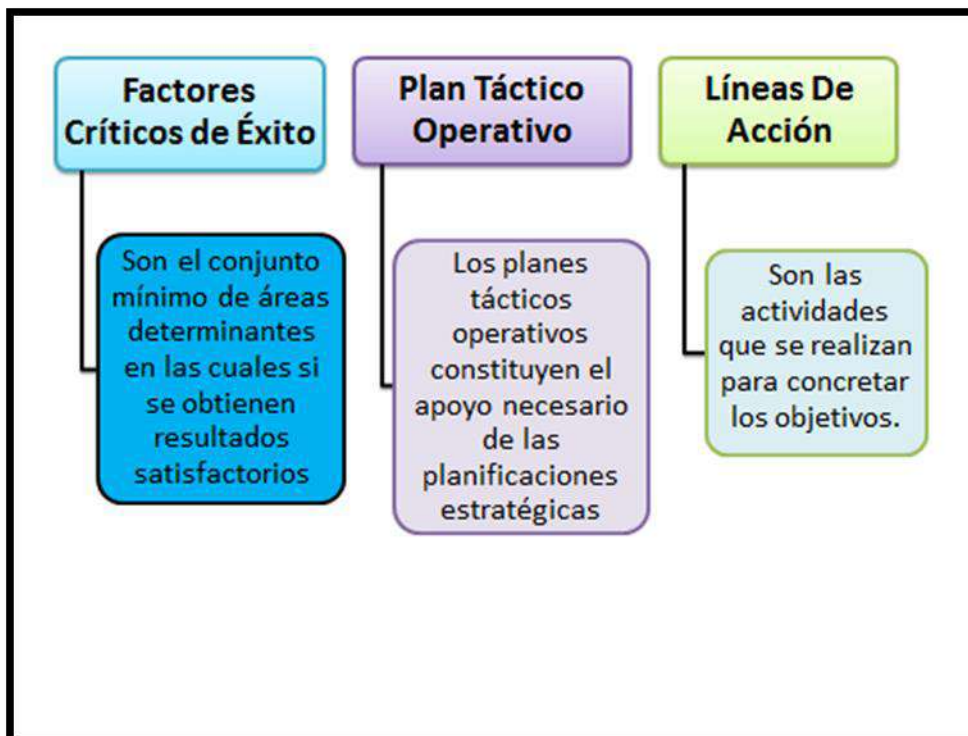 Factores
Críticos de Éxito
Son el conjunto
mínimo de áreas
determinantes
en las cuales si
se obtienen
resultados
satisfactorios
Plan Táctico
Operativo
Los planes
tácticos
operativos
constituyen el
apoyo necesario
de las
planificaciones
estratégicas
Líneas De
Acción
Son las
actividades
que se realizan
para concretar
los objetivos.